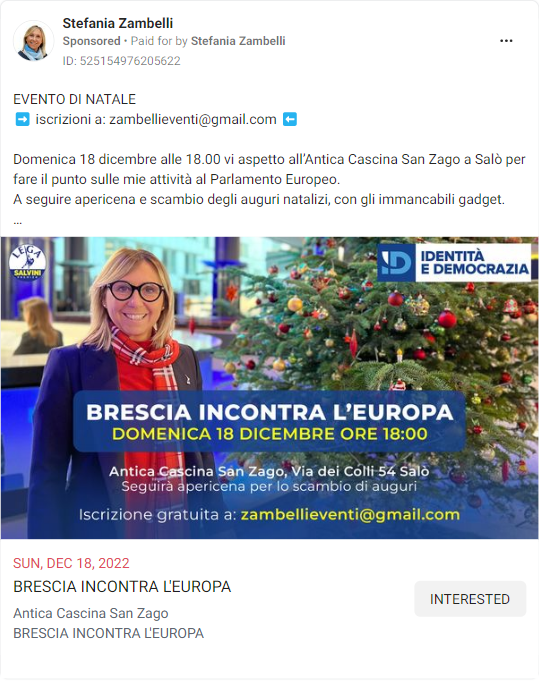 Stefania Zambelli
Sponsored • Paid for by Stefania Zambelli
ID: 525154976205622
EVENTO DI NATALE
➡️ iscrizioni a: zambellieventi@gmail.com ⬅️
Domenica 18 dicembre alle 18.00 vi aspetto all'Antica Cascina San Zago a Salò per
fare il punto sulle mie attività al Parlamento Europeo.
A seguire apericena e scambio degli auguri natalizi, con gli immancabili gadget.
...
LEGA
SALVINI
PREMIER
ID
IDENTITÀ
E DEMOCRAZIA
BRESCIA INCONTRA L'EUROPA
DOMENICA 18 DICEMBRE ORE 18:00
Antica Cascina San Zago, Via dei Colli 54 Salò
Seguirà apericena per lo scambio di auguri
Iscrizione gratuita a: zambellieventi@gmail.com
SUN, DEC 18, 2022
BRESCIA INCONTRA L'EUROPA
Antica Cascina San Zago
BRESCIA INCONTRA L'EUROPA
INTERESTED